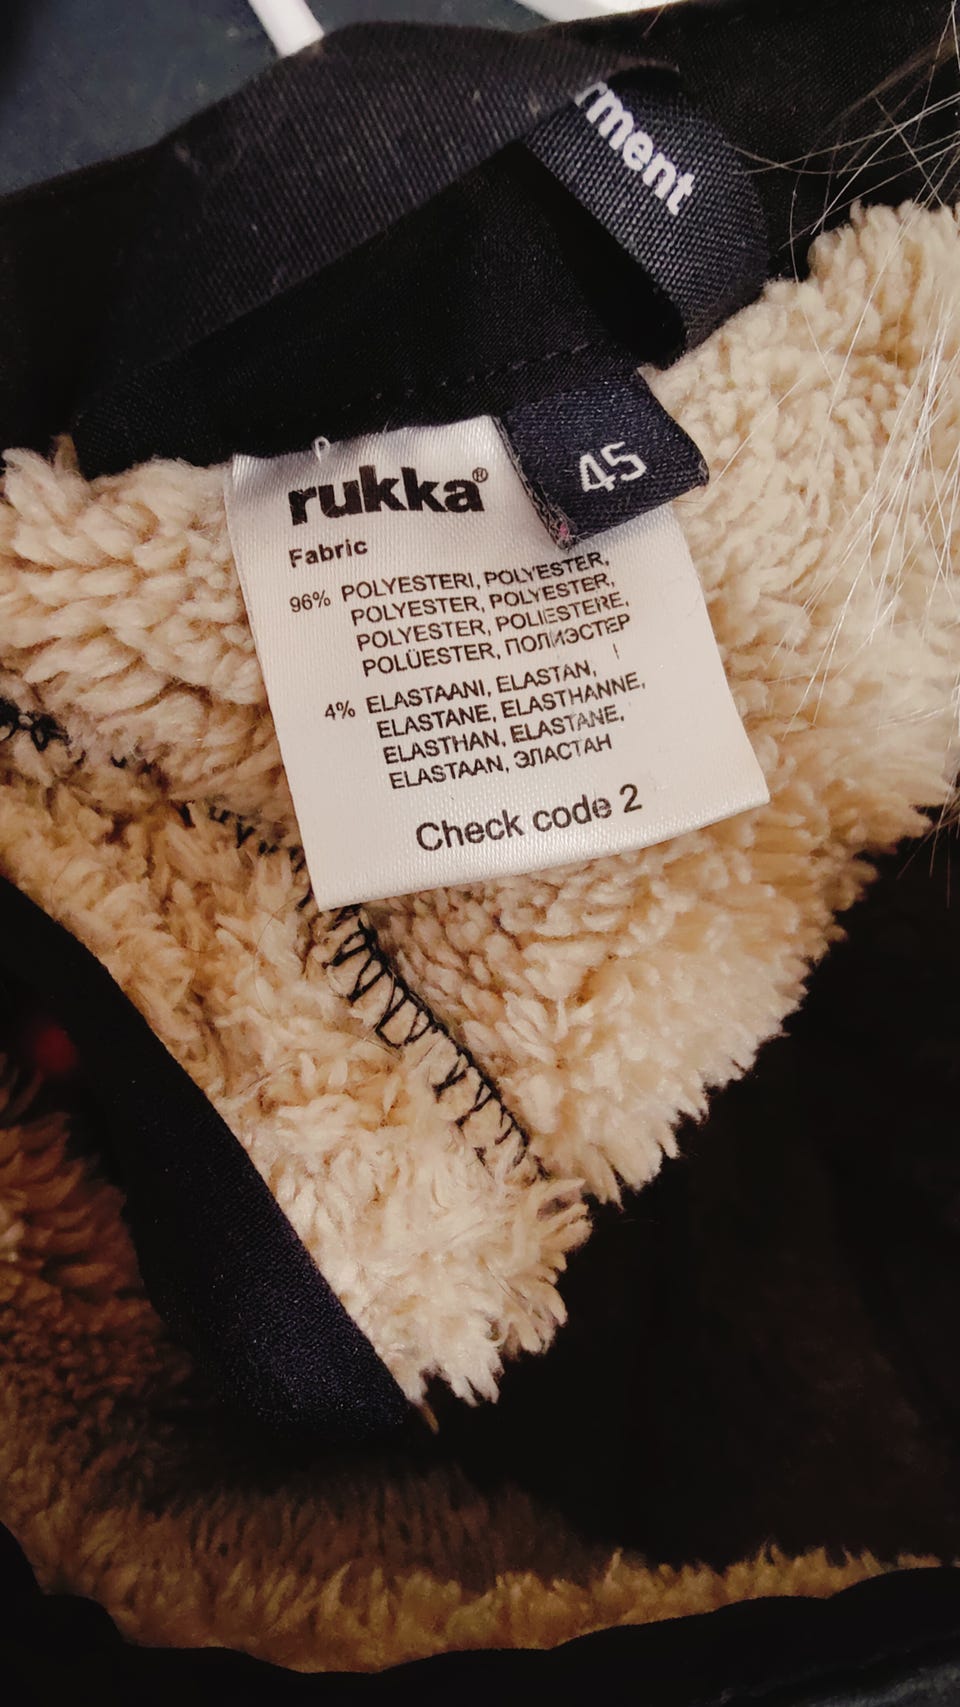 rment
45
rukka®
Fabric
96% POLYESTERI, POLYESTER,
POLYESTER, POLYESTER,
POLYESTER, POLIESTERE,
POLÜESTER, ПОЛИЭСТЕР
4% ELASTAANI, ELASTAN,
ELASTANE, ELASTHANNE,
ELASTHAN, ELASTANE,
ELASTAAN, ЭЛАСТАН
Check code 2